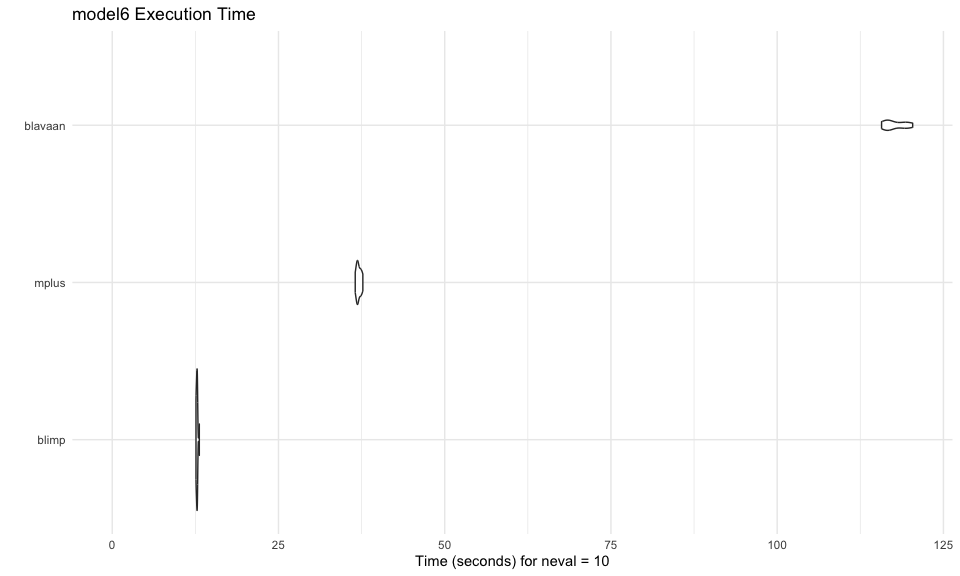 model6 Execution Time
blavaan
mplus
blimp
0 25 50 75 100 125
Time (seconds) for neval = 10